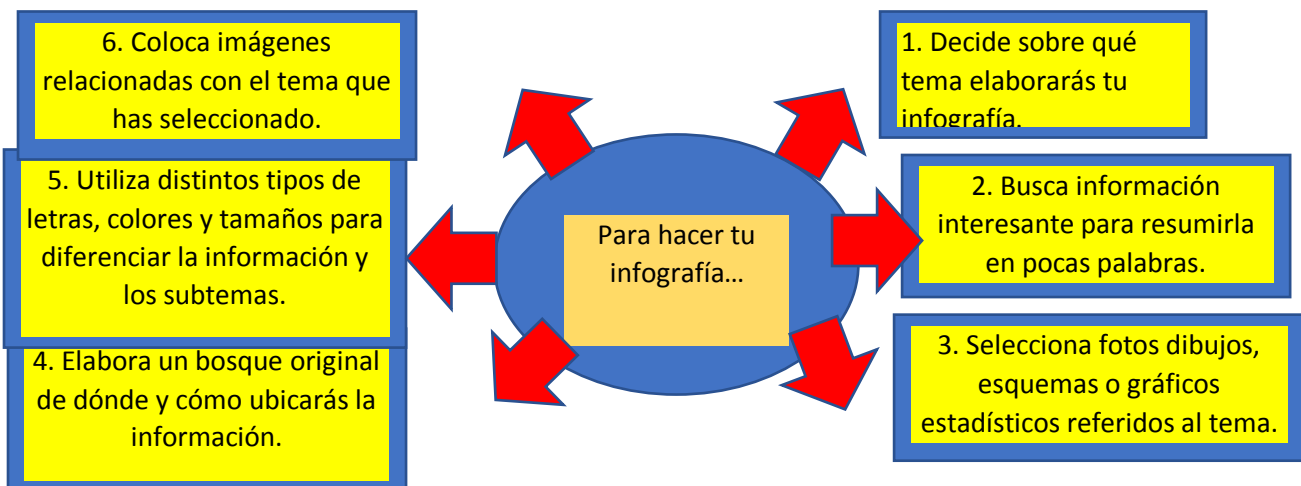 Para hacer tu
infografía...
1. Decide sobre qué
tema elaborarás tu
infografía.
2. Busca información
interesante para resumirla
en pocas palabras.
3. Selecciona fotos dibujos,
esquemas o gráficos
estadísticos referidos al tema.
4. Elabora un bosque original
de dónde y cómo ubicarás la
información.
5. Utiliza distintos tipos de
letras, colores y tamaños para
diferenciar la información y
los subtemas.
6. Coloca imágenes
relacionadas con el tema que
has seleccionado.